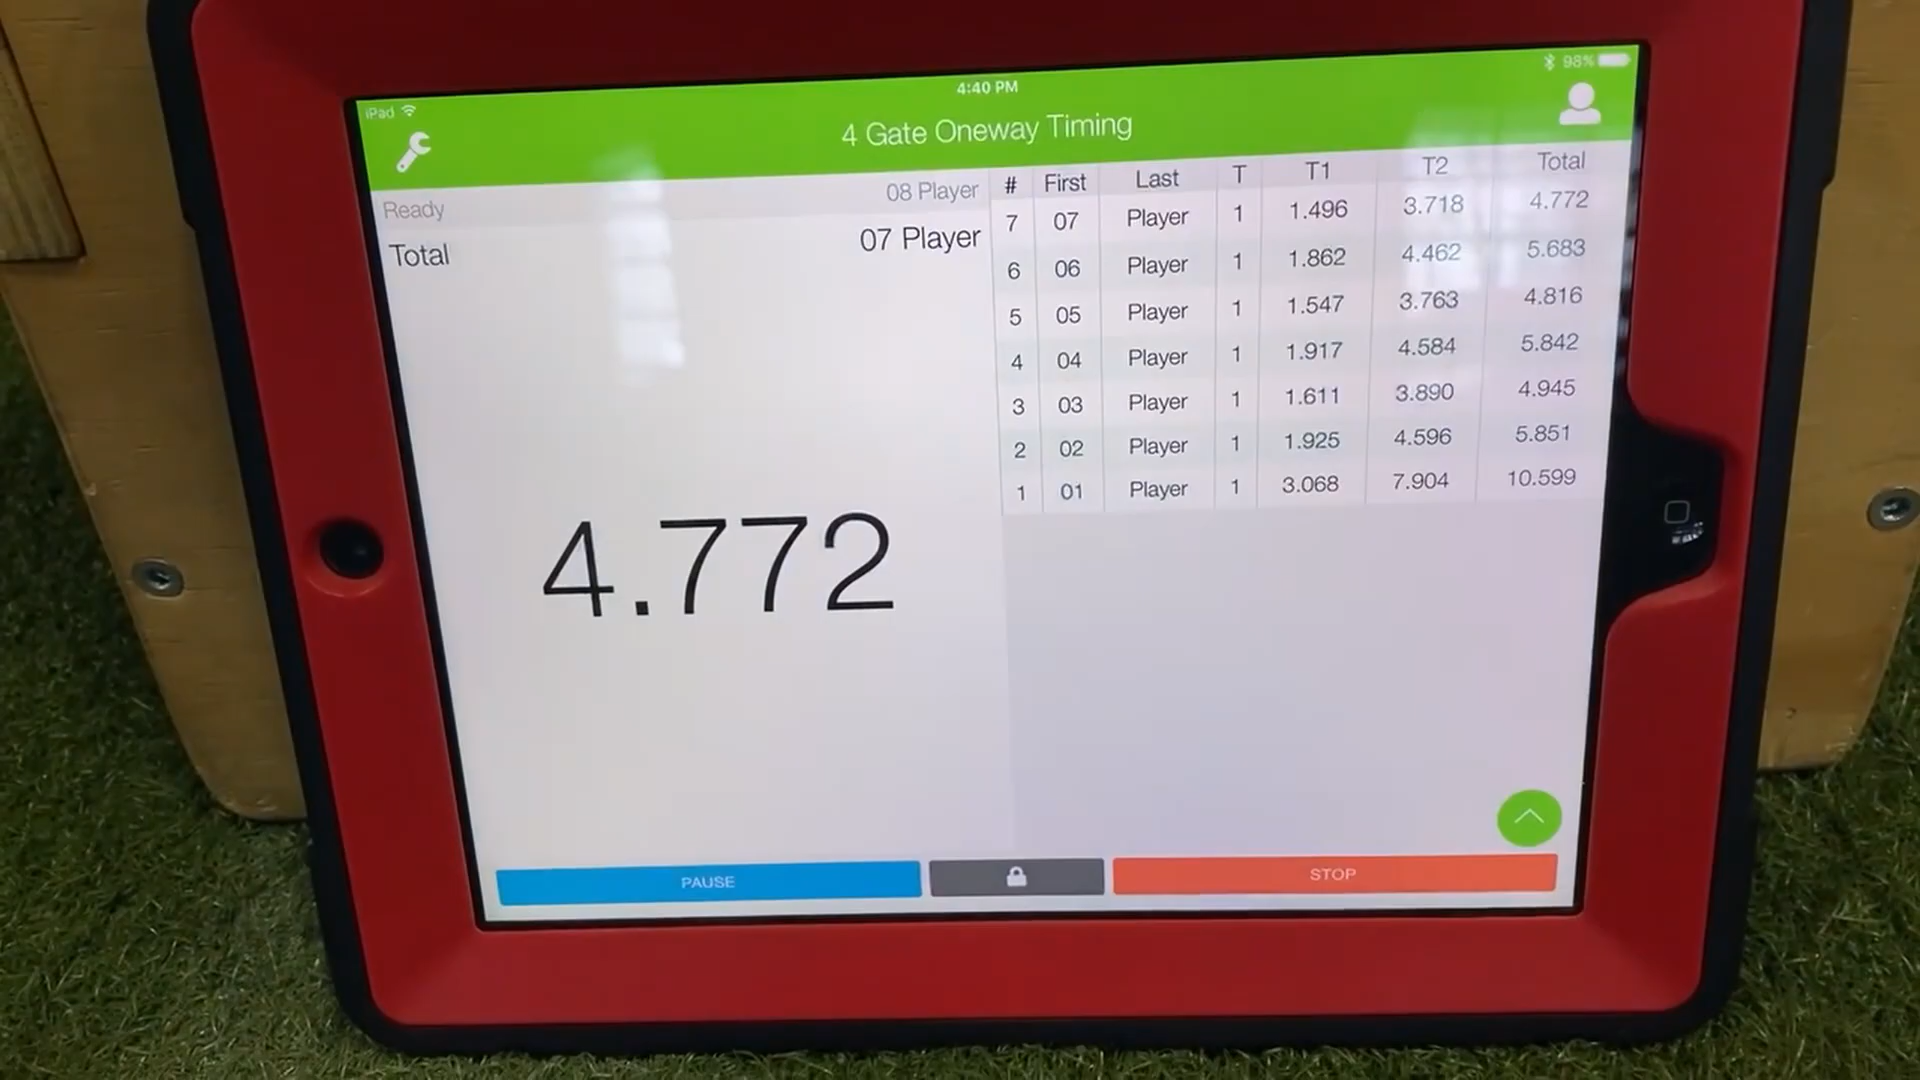 iPad 4:40 PM 98%
4 Gate Oneway Timing
Ready 08 Player
Total 07 Player
4.772
# First Last T T1 T2 Total
7 07 Player 1 1.496 3.718 4.772
6 06 Player 1 1.862 4.462 5.683
5 05 Player 1 1.547 3.763 4.816
4 04 Player 1 1.917 4.584 5.842
3 03 Player 1 1.611 3.890 4.945
2 02 Player 1 1.925 4.596 5.851
1 01 Player 1 3.068 7.904 10.599
PAUSE STOP